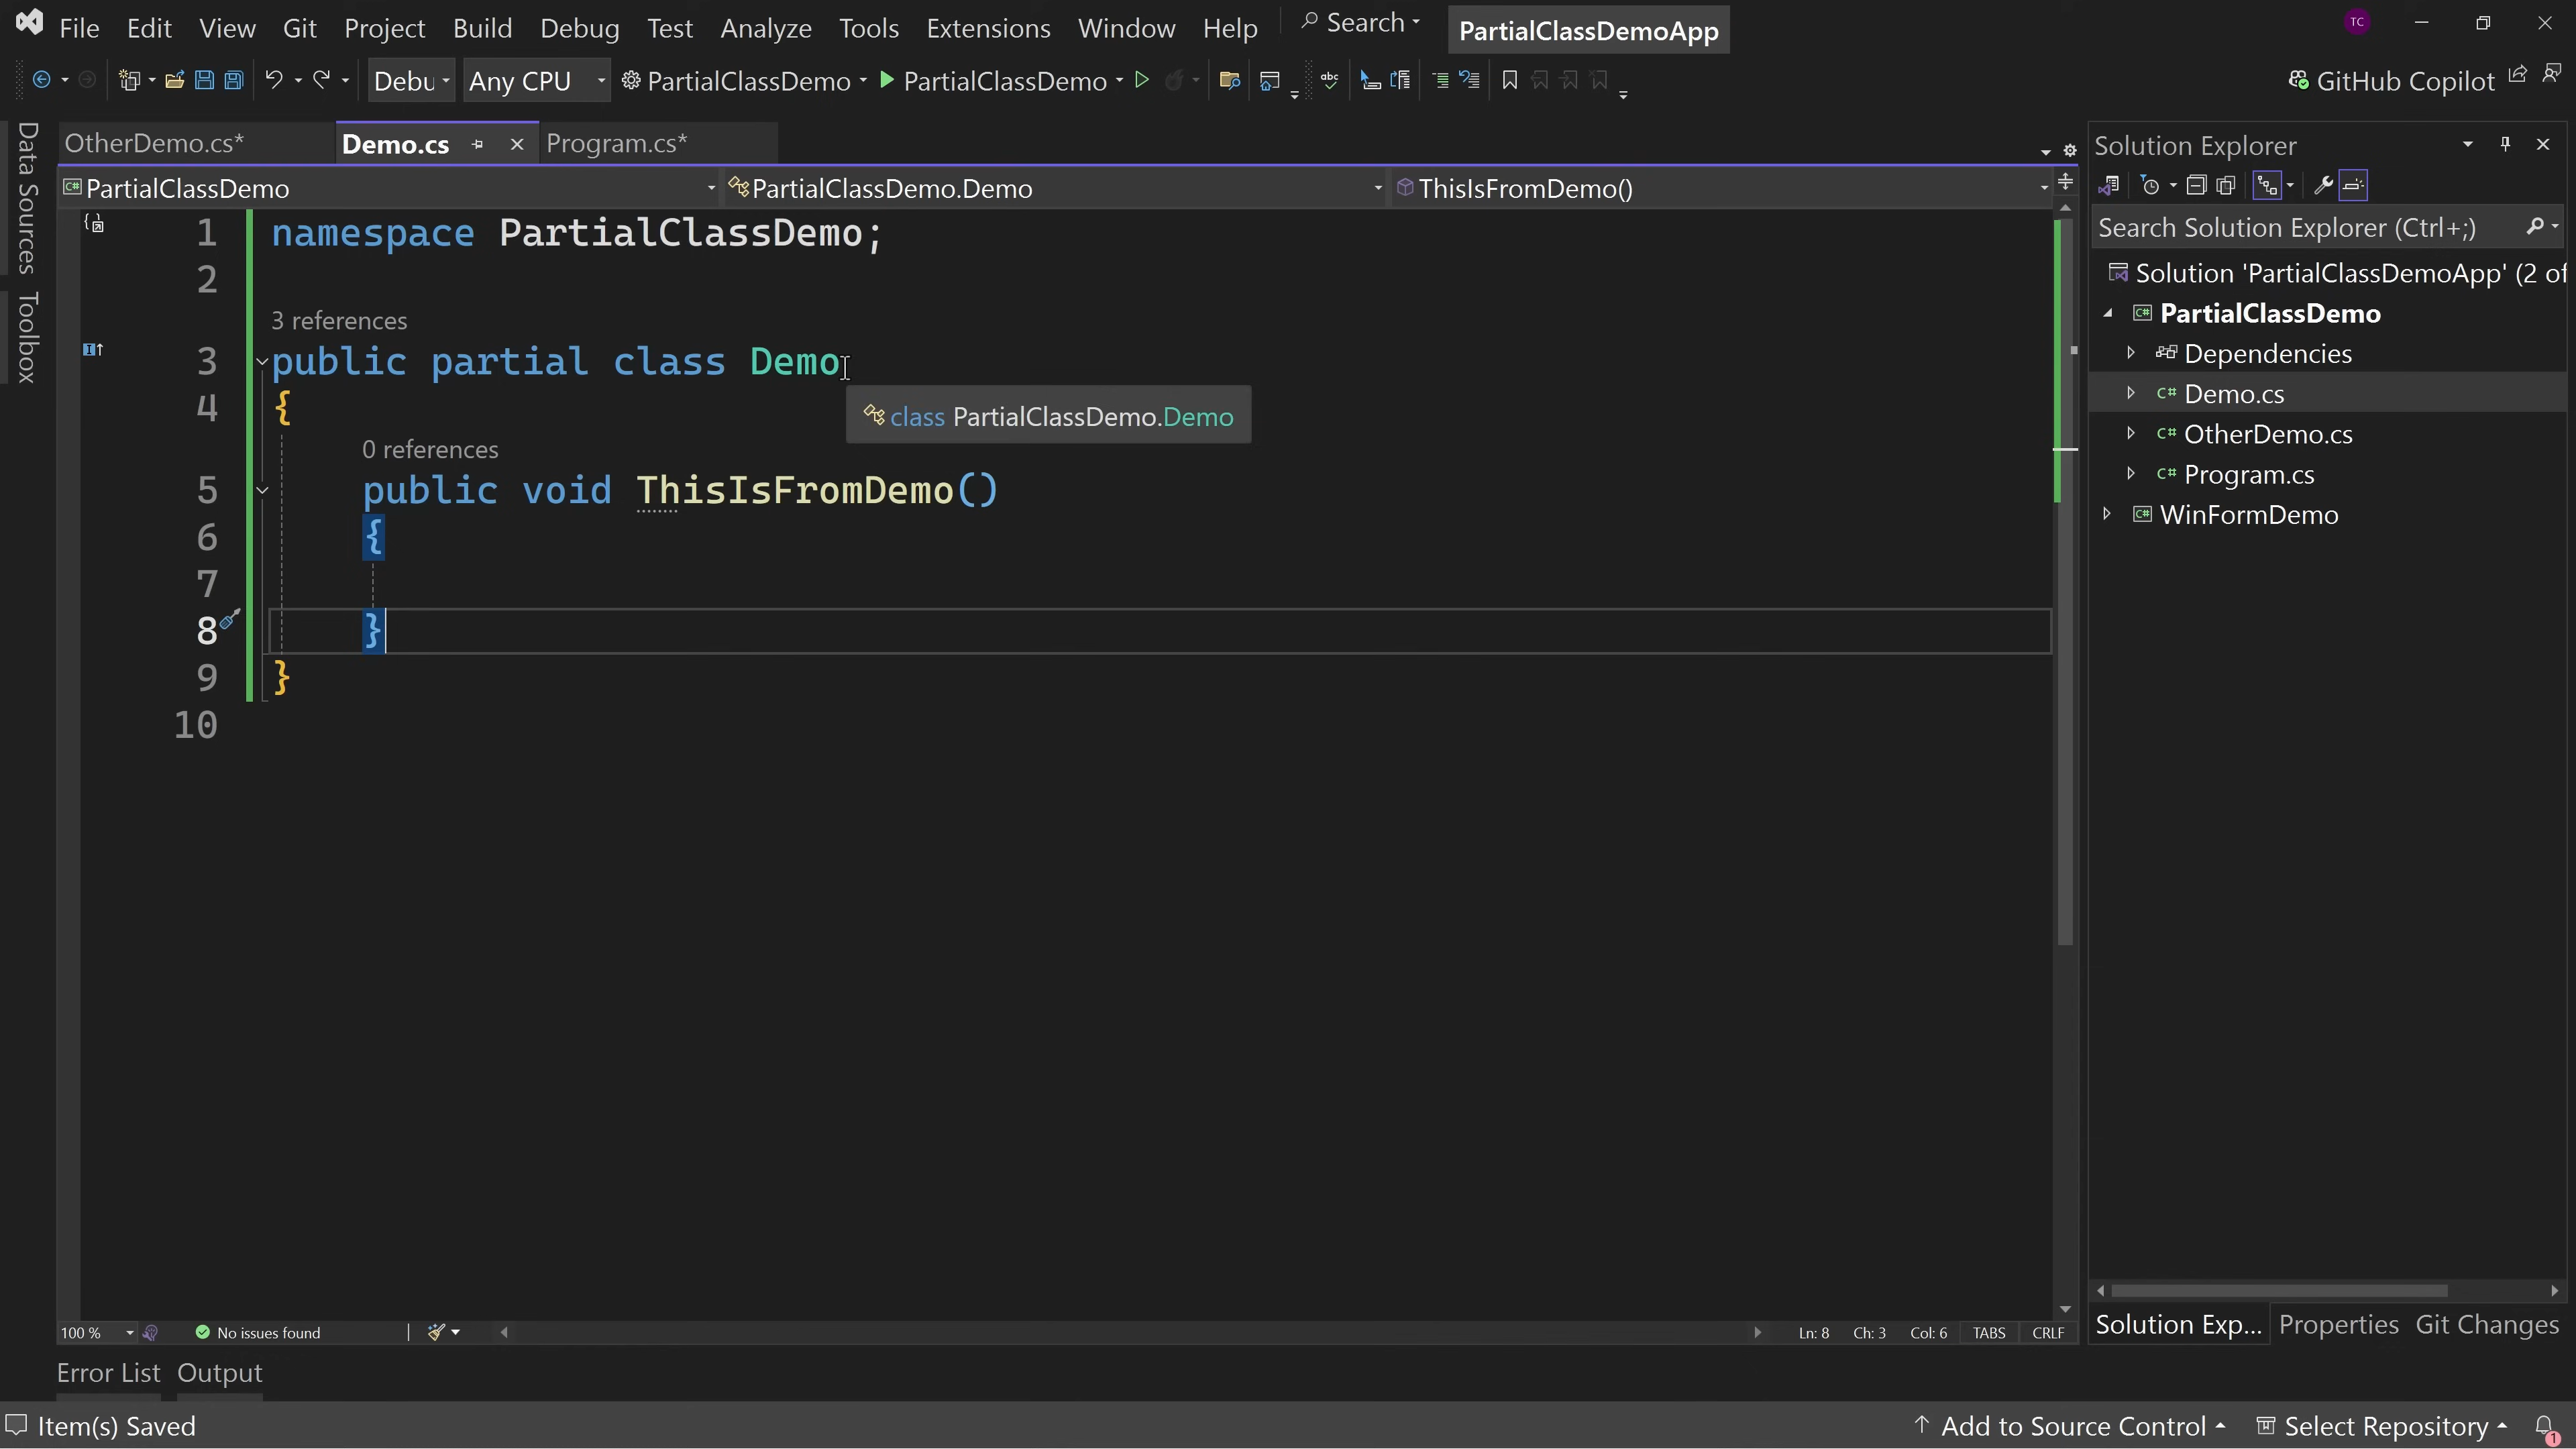 File Edit View Git Project Build Debug Test Analyze Tools Extensions Window Help Search PartialClassDemoApp TC
Debu Any CPU PartialClassDemo PartialClassDemo abc GitHub Copilot
Data Sources
Toolbox
OtherDemo.cs* Demo.cs Program.cs*
PartialClassDemo PartialClassDemo.Demo ThisIsFromDemo()
1 namespace PartialClassDemo;
2
3 references
3 public partial class Demo
4 {
class PartialClassDemo.Demo
0 references
5 public void ThisIsFromDemo()
6 {
7
8 }
9 }
10
100 % No issues found Ln: 8 Ch: 3 Col: 6 TABS CRLF
Solution Explorer
Search Solution Explorer (Ctrl+;)
Solution 'PartialClassDemoApp' (2 of
C# PartialClassDemo
Dependencies
C# Demo.cs
C# OtherDemo.cs
C# Program.cs
C# WinFormDemo
Solution Exp... Properties Git Changes
Error List Output
Item(s) Saved Add to Source Control Select Repository 1